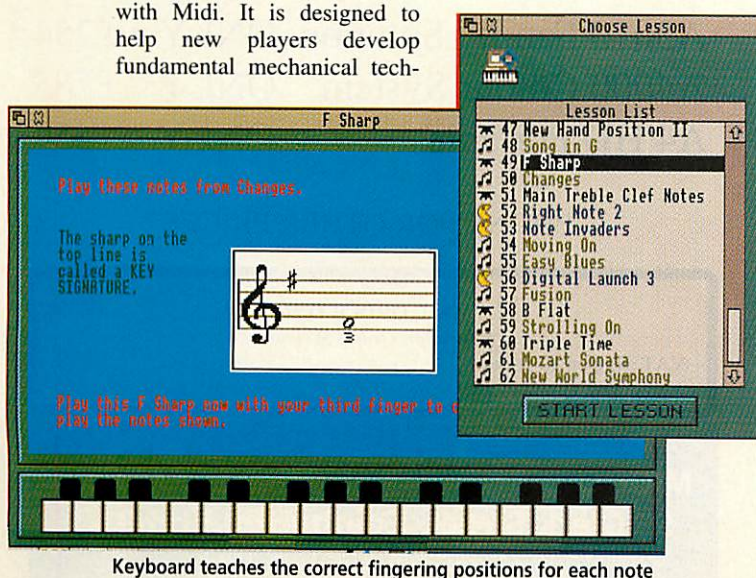 with Midi. It is designed to
help new players develop
fundamental mechanical tech-
F Sharp
Play these notes from Changes.
The sharp on the
top line is
called a KEY
SIGNATURE.
3
Play this F Sharp now with your third finger to
play the notes shown.
Choose Lesson
Lesson List
47 New Hand Position II
48 Song in G
49 F Sharp
50 Changes
51 Main Treble Clef Notes
52 Right Note 2
53 Note Invaders
54 Moving On
55 Easy Blues
56 Digital Launch 3
57 Fusion
58 B Flat
59 Strolling On
60 Triple Time
61 Mozart Sonata
62 New World Symphony
START LESSON
Keyboard teaches the correct fingering positions for each note